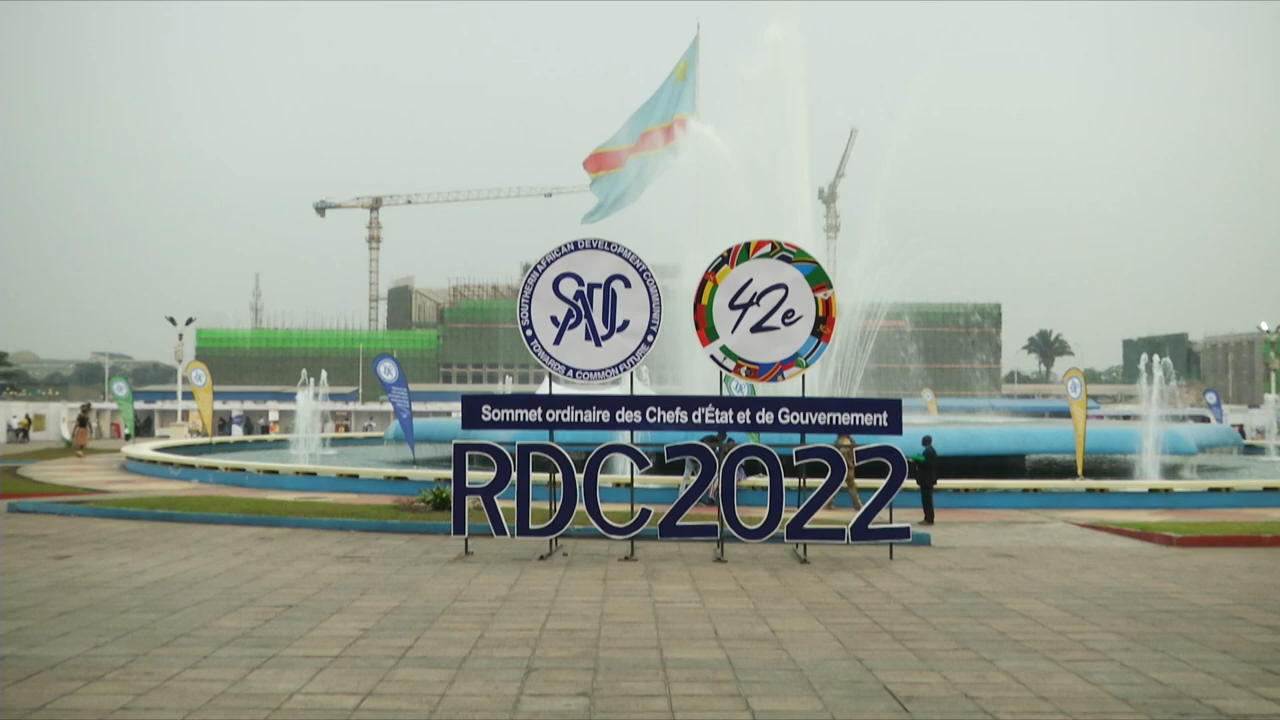 SOUTHERN AFRICAN DEVELOPMENT COMMUNITY
SADC
TOWARDS A COMMON FUTURE
42e
Sommet ordinaire des Chefs d'État et de Gouvernement
RDC2022